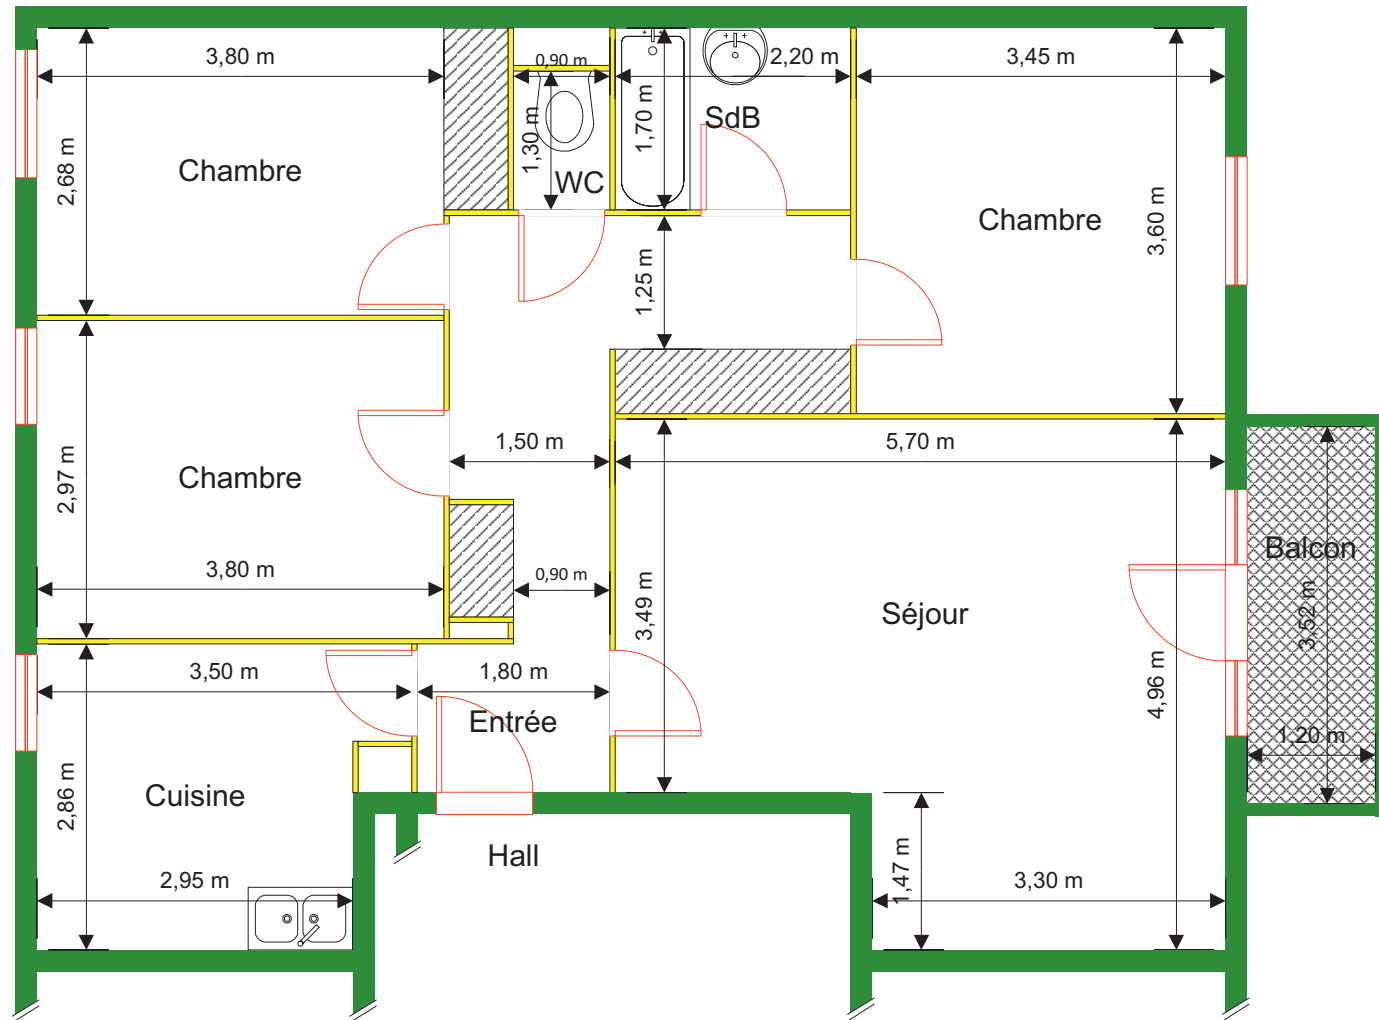 3,80 m
0,90 m
2,20 m
3,45 m
2,68 m
1,30 m
1,70 m
SdB
Chambre
WC
Chambre
3,60 m
1,25 m
1,50 m
5,70 m
2,97 m
Chambre
3,80 m
0,90 m
3,49 m
Séjour
Balcon
3,52 m
3,50 m
1,80 m
4,96 m
Entrée
1,20 m
2,86 m
Cuisine
Hall
2,95 m
1,47 m
3,30 m